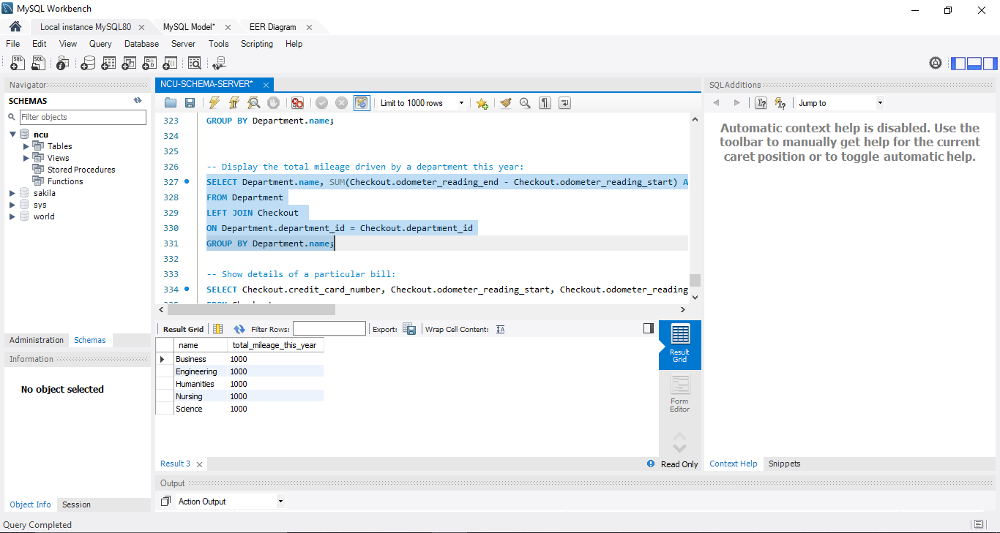 MySQL Workbench
Local instance MySQL80 MySQL Model* EER Diagram
File Edit View Query Database Server Tools Scripting Help
Navigator
SCHEMAS
Filter objects
ncu
Tables
Views
Stored Procedures
Functions
sakila
sys
world
Administration Schemas
Information
No object selected
Object Info Session
Query Completed
NCU-SCHEMA-SERVER*
Limit to 1000 rows
323 GROUP BY Department.name;
324
325
326 -- Display the total mileage driven by a department this year:
327 SELECT Department.name, SUM(Checkout.odometer_reading_end - Checkout.odometer_reading_start) A
328 FROM Department
329 LEFT JOIN Checkout
330 ON Department.department_id = Checkout.department_id
331 GROUP BY Department.name;
332
333 -- Show details of a particular bill:
334 SELECT Checkout.credit_card_number, Checkout.odometer_reading_start, Checkout.odometer_reading
Result Grid Filter Rows: Export: Wrap Cell Content:
name total_mileage_this_year
Business 1000
Engineering 1000
Humanities 1000
Nursing 1000
Science 1000
Result Grid
Form Editor
Result 3 Read Only
Output
Action Output
SQLAdditions
Jump to
Automatic context help is disabled. Use the
toolbar to manually get help for the current
caret position or to toggle automatic help.
Context Help Snippets